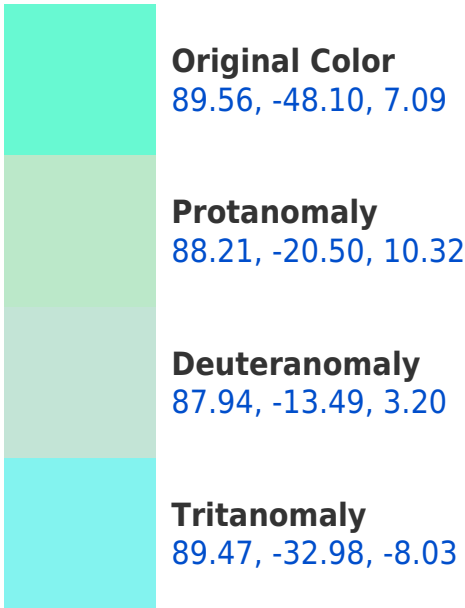 Original Color
89.56, -48.10, 7.09
Protanomaly
88.21, -20.50, 10.32
Deuteranomaly
87.94, -13.49, 3.20
Tritanomaly
89.47, -32.98, -8.03